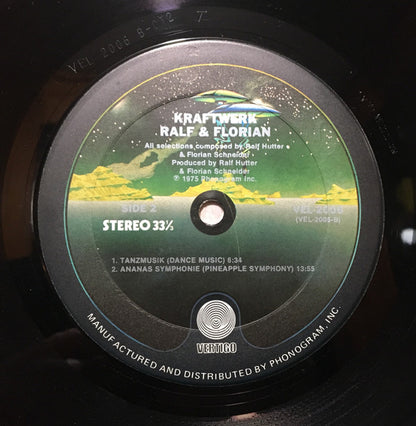 VEL 2006 B-
7
KRAFTWERK
RALF & FLORIAN
All selections composed by Ralf Hutter
& Florian Schneider
Produced by Ralf Hutter
& Florian Schneider
℗ 1975 Phonogram Inc.
SIDE 2
VEL-2006
STEREO 33⅓
(VEL-2006-B)
1. TANZMUSIK (DANCE MUSIC) 6:34
2. ANANAS SYMPHONIE (PINEAPPLE SYMPHONY) 13:55
VERTIGO
MANUFACTURED AND DISTRIBUTED BY PHONOGRAM, INC.